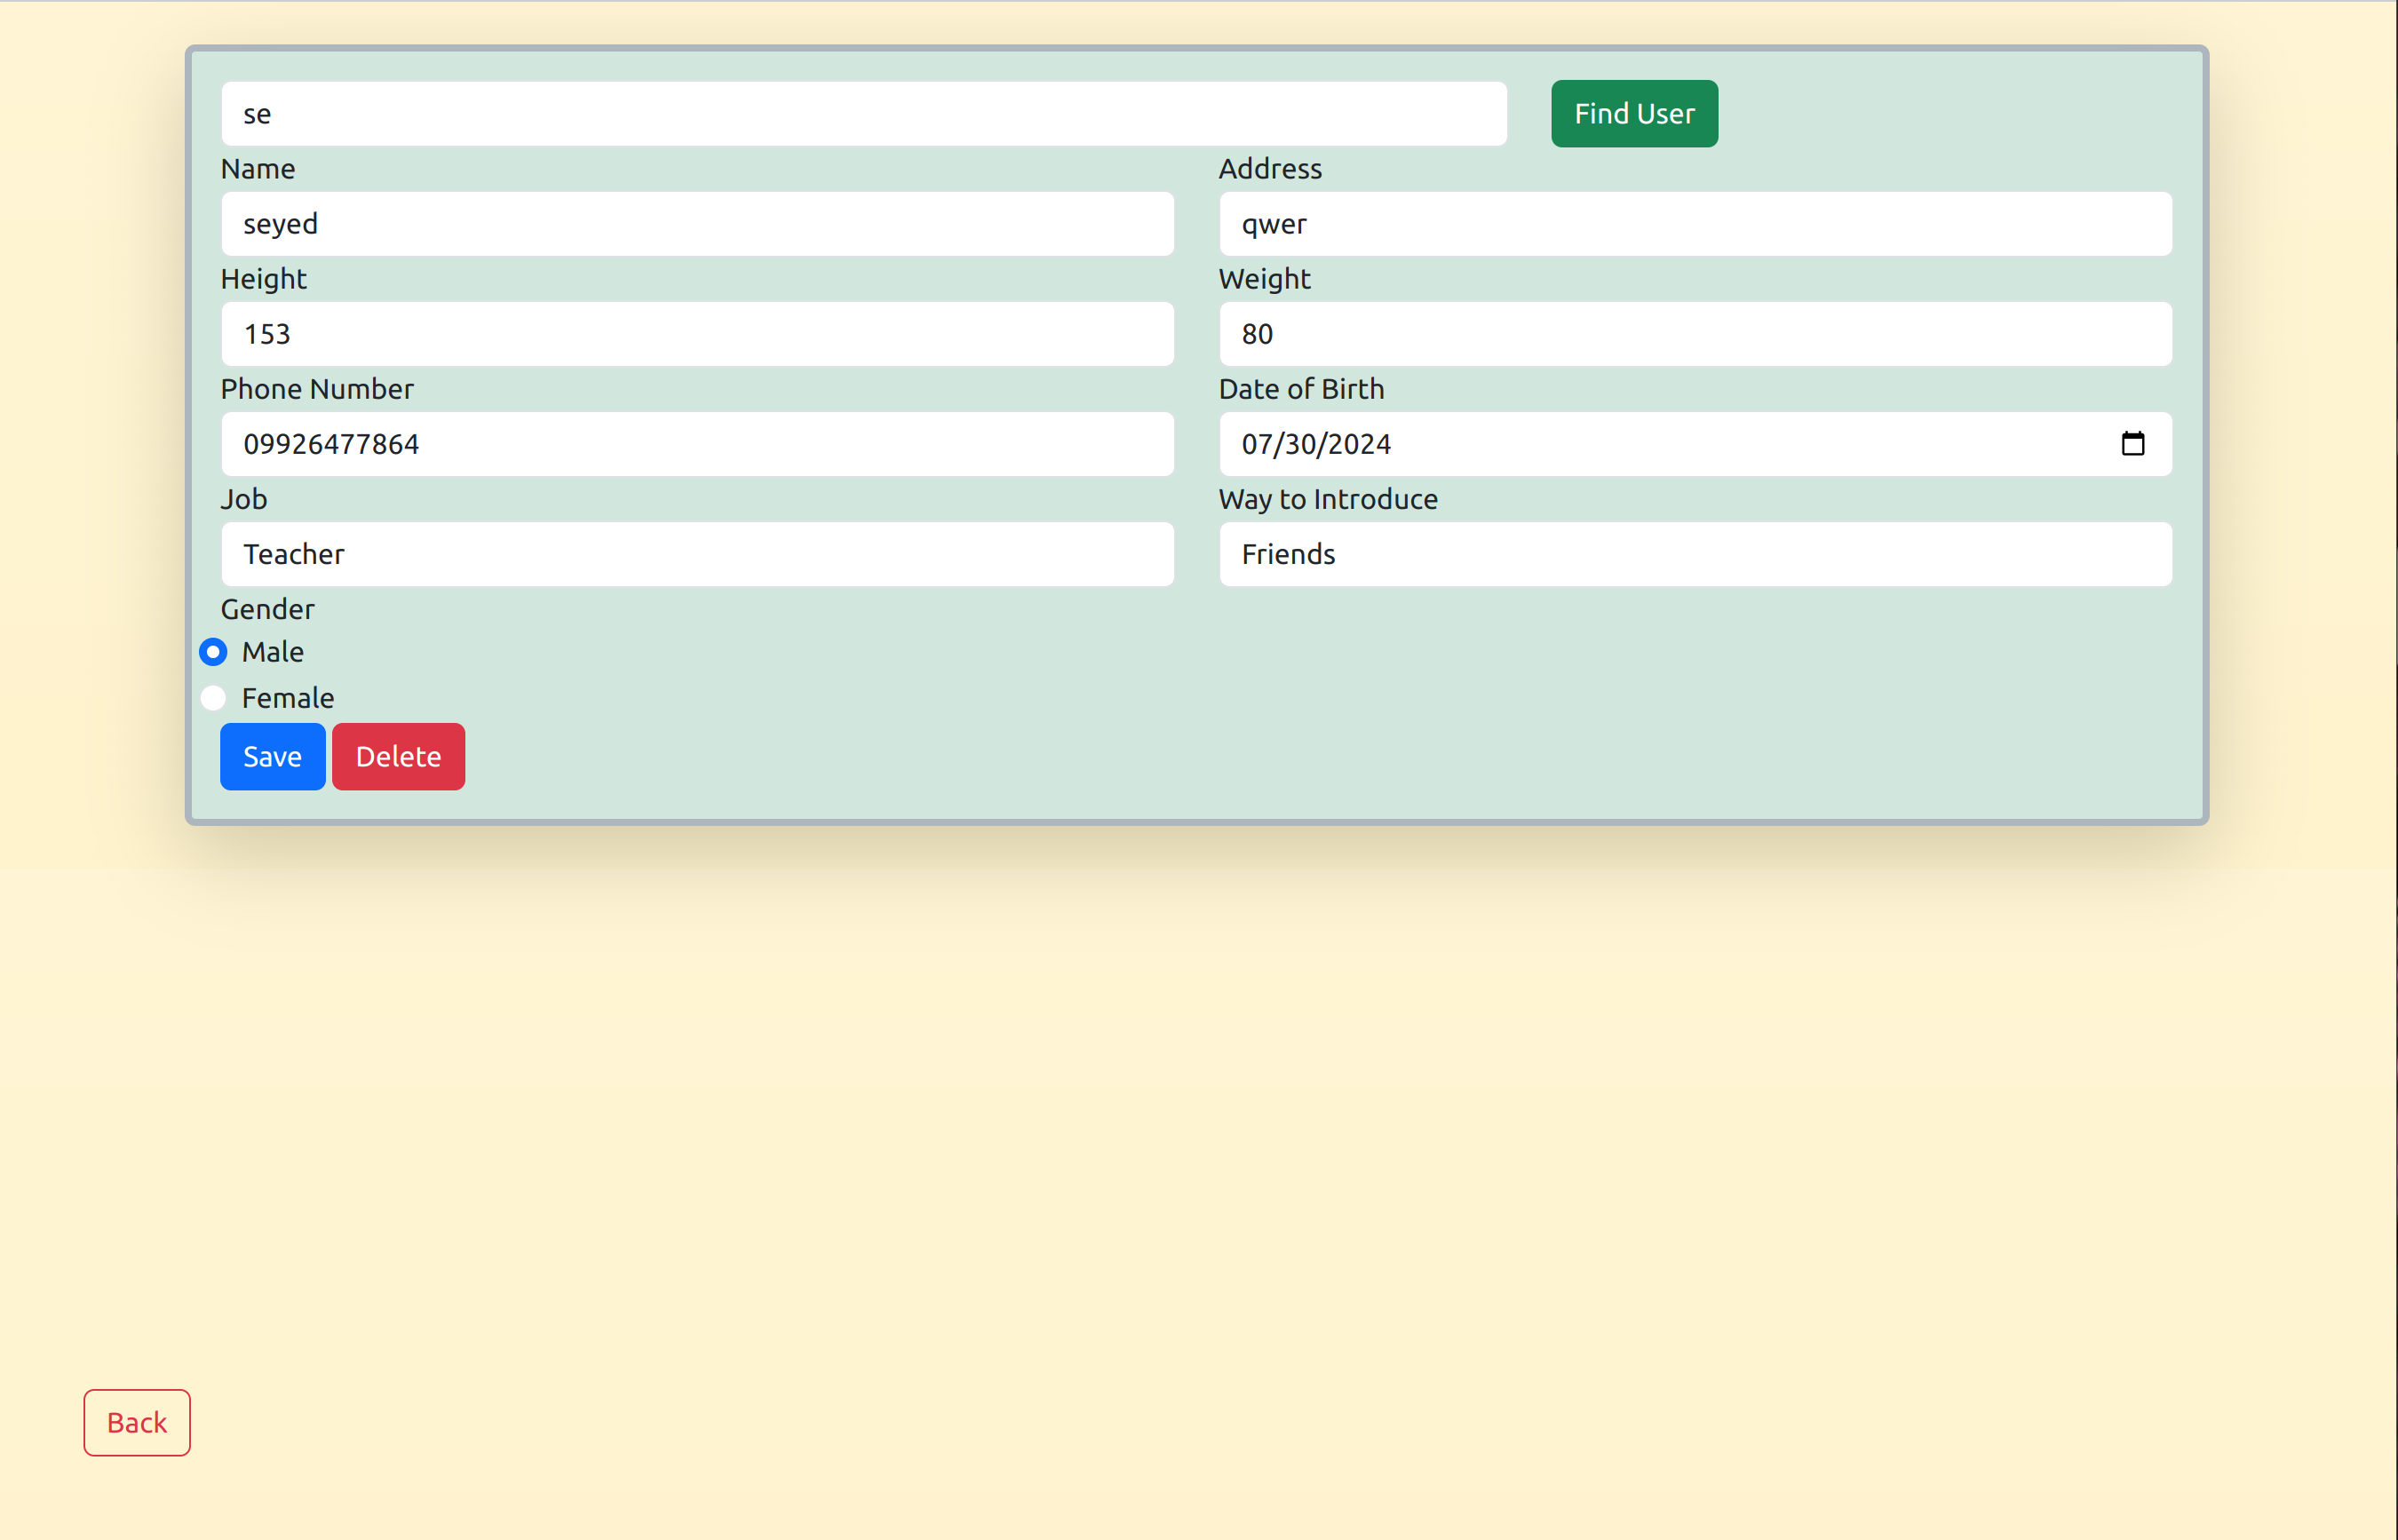 se
Find User
Name
Address
seyed
qwer
Height
Weight
153
80
Phone Number
Date of Birth
09926477864
07/30/2024
Job
Way to Introduce
Teacher
Friends
Gender
Male
Female
Save Delete
Back